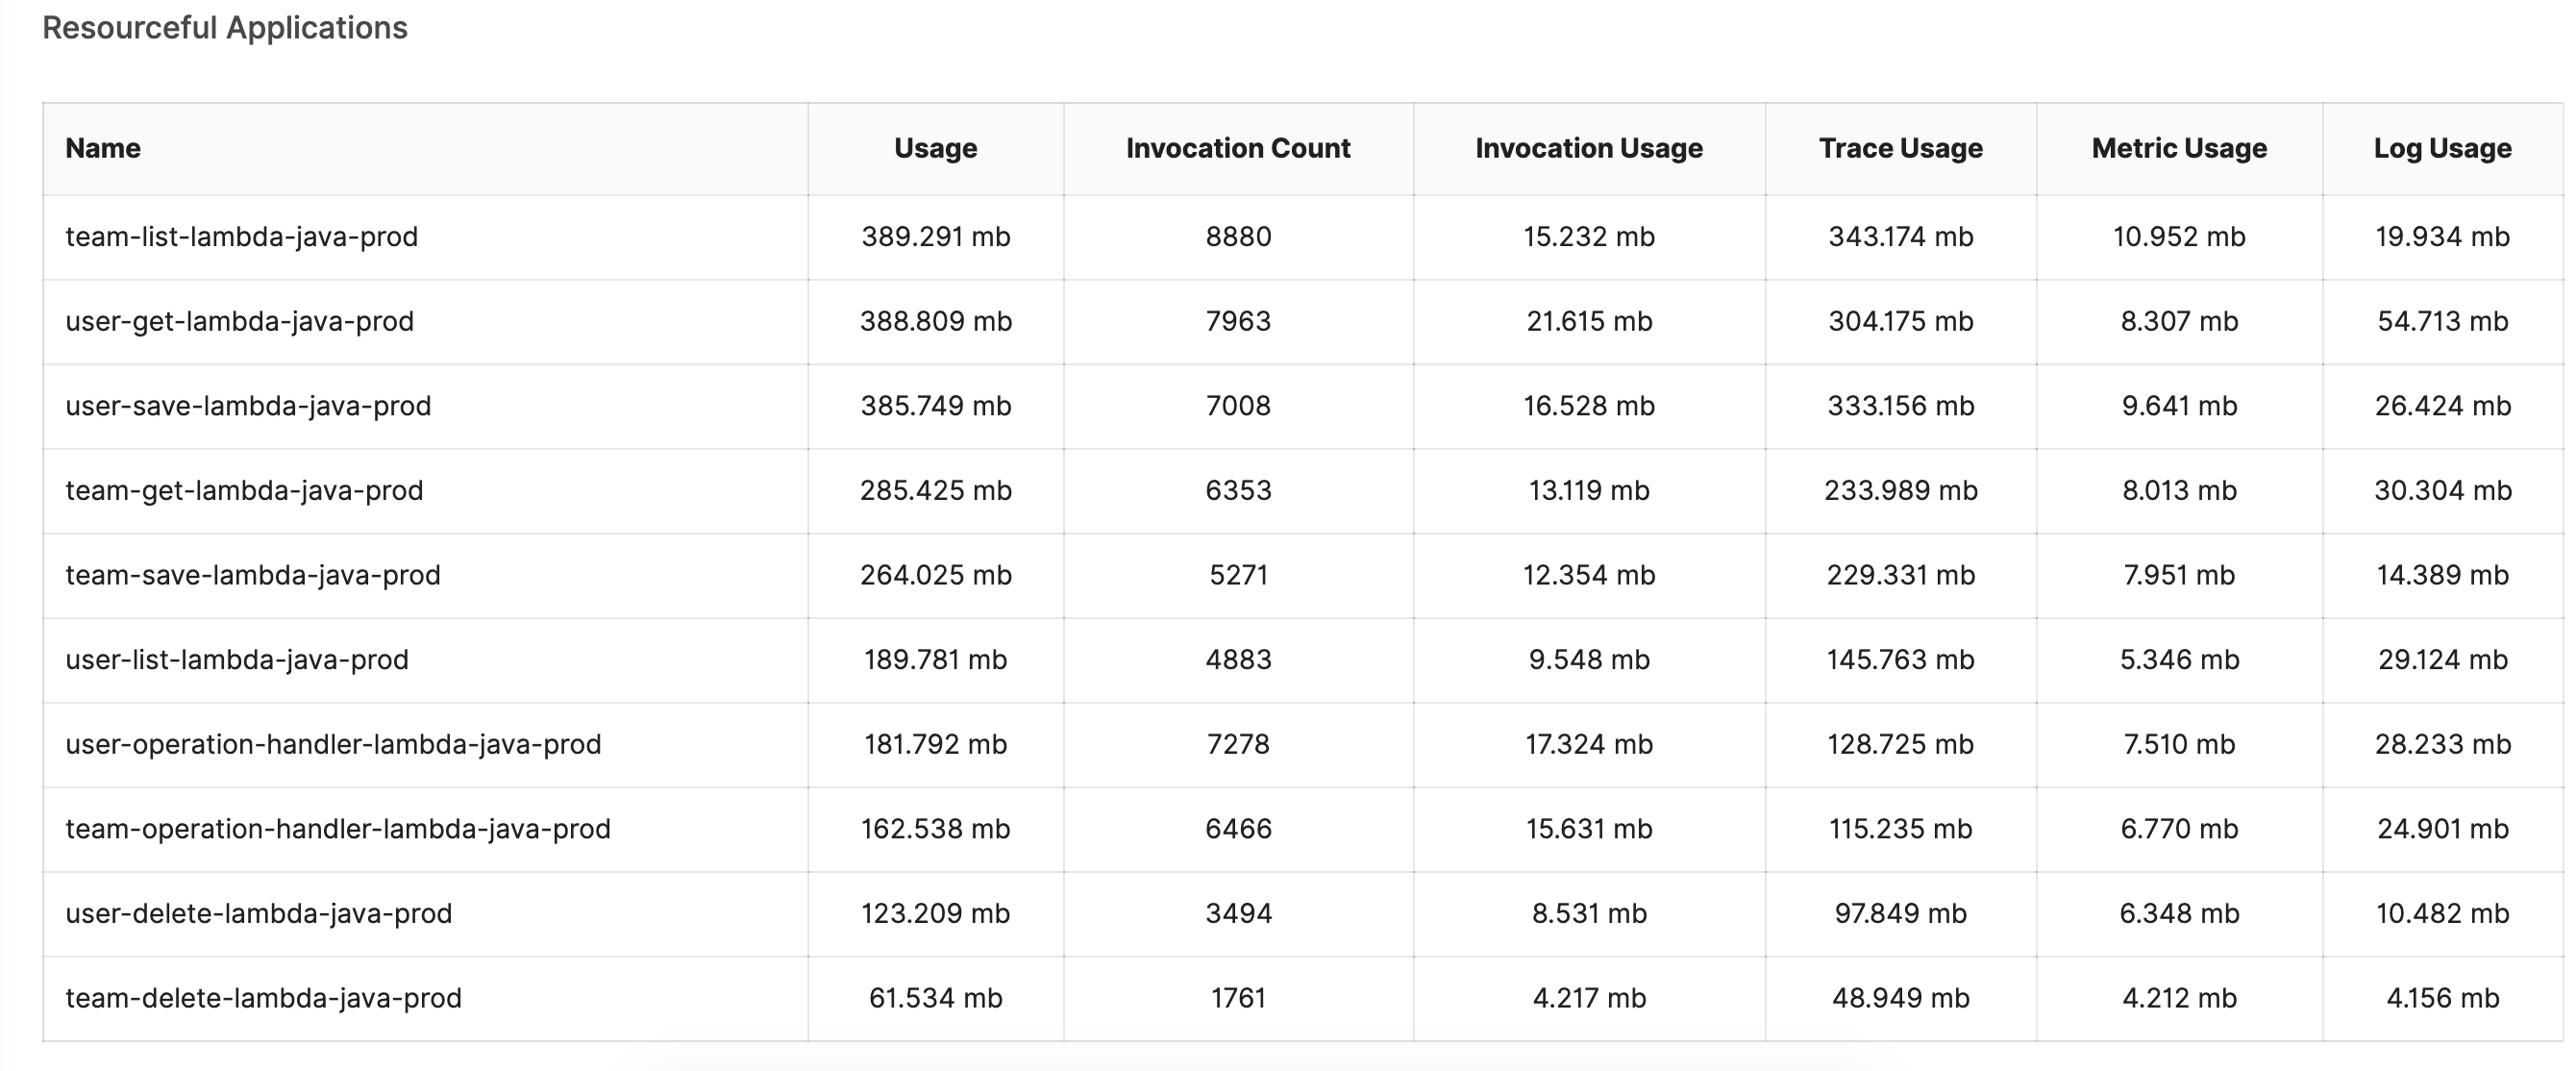 Resourceful Applications
Name Usage Invocation Count Invocation Usage Trace Usage Metric Usage Log Usage
team-list-lambda-java-prod 389.291 mb 8880 15.232 mb 343.174 mb 10.952 mb 19.934 mb
user-get-lambda-java-prod 388.809 mb 7963 21.615 mb 304.175 mb 8.307 mb 54.713 mb
user-save-lambda-java-prod 385.749 mb 7008 16.528 mb 333.156 mb 9.641 mb 26.424 mb
team-get-lambda-java-prod 285.425 mb 6353 13.119 mb 233.989 mb 8.013 mb 30.304 mb
team-save-lambda-java-prod 264.025 mb 5271 12.354 mb 229.331 mb 7.951 mb 14.389 mb
user-list-lambda-java-prod 189.781 mb 4883 9.548 mb 145.763 mb 5.346 mb 29.124 mb
user-operation-handler-lambda-java-prod 181.792 mb 7278 17.324 mb 128.725 mb 7.510 mb 28.233 mb
team-operation-handler-lambda-java-prod 162.538 mb 6466 15.631 mb 115.235 mb 6.770 mb 24.901 mb
user-delete-lambda-java-prod 123.209 mb 3494 8.531 mb 97.849 mb 6.348 mb 10.482 mb
team-delete-lambda-java-prod 61.534 mb 1761 4.217 mb 48.949 mb 4.212 mb 4.156 mb